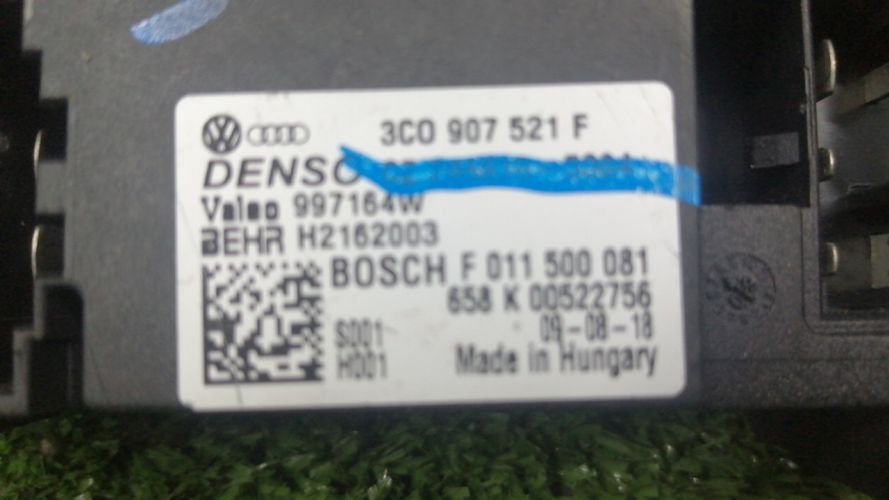 3C0 907 521 F
DENSO
Valeo 997164W
BEHR H2162003
BOSCH F 011 500 081
658 K 00522756
S001 09-08-18
H001 Made in Hungary